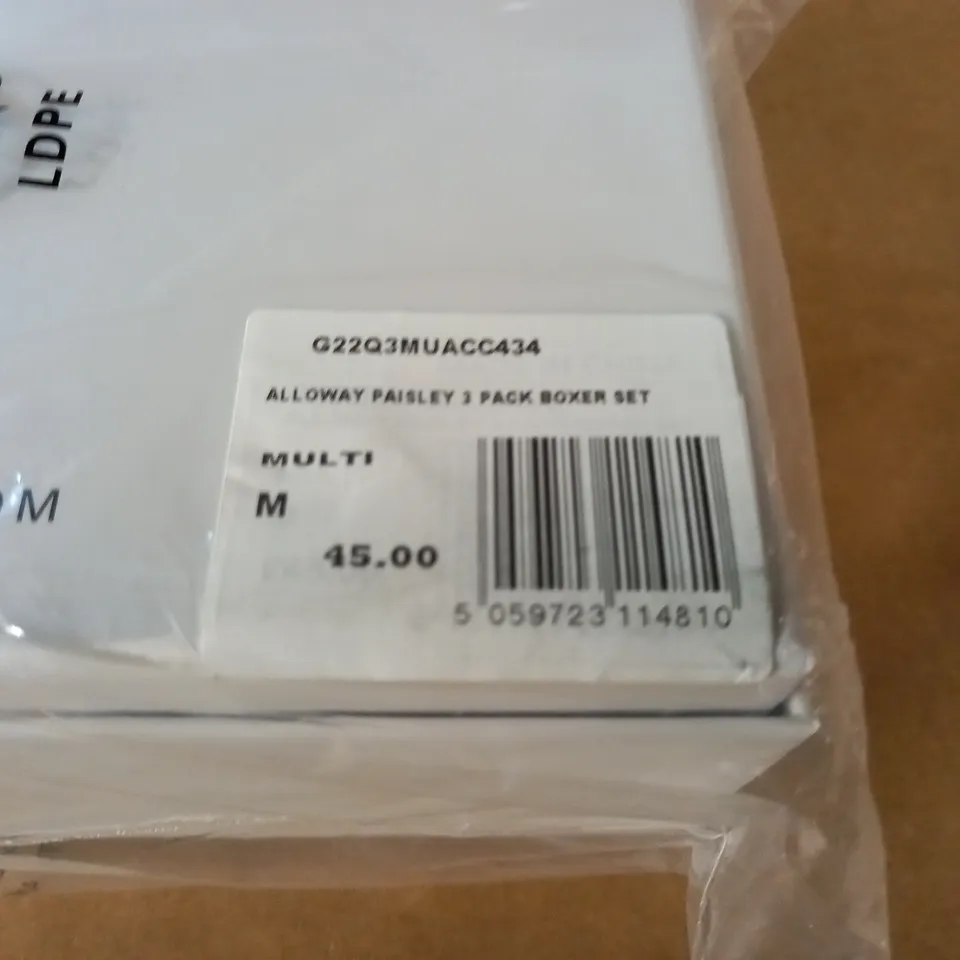 LDPE
G22Q3MUACC434
ALLOWAY PAISLEY 3 PACK BOXER SET
MULTI
M
M
45.00
5 059723 114810